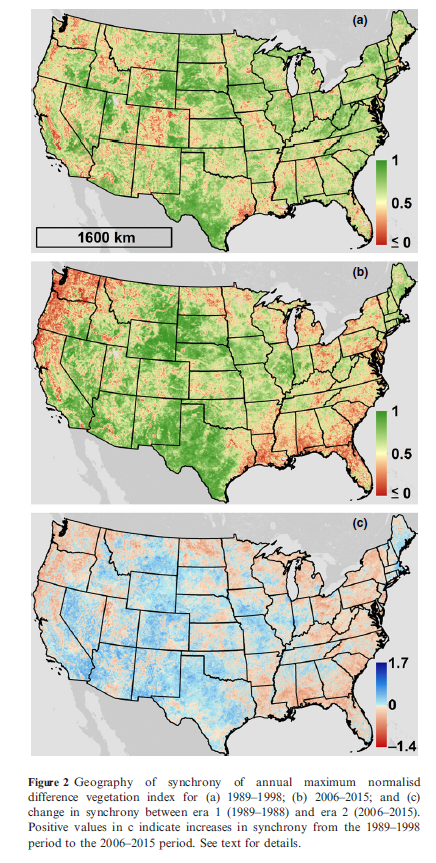 (a)
1
0.5
≤ 0
1600 km
(b)
1
0.5
≤ 0
(c)
1.7
0
−1.4
Figure 2 Geography of synchrony of annual maximum normalisd
difference vegetation index for (a) 1989–1998; (b) 2006–2015; and (c)
change in synchrony between era 1 (1989–1988) and era 2 (2006–2015).
Positive values in c indicate increases in synchrony from the 1989–1998
period to the 2006–2015 period. See text for details.